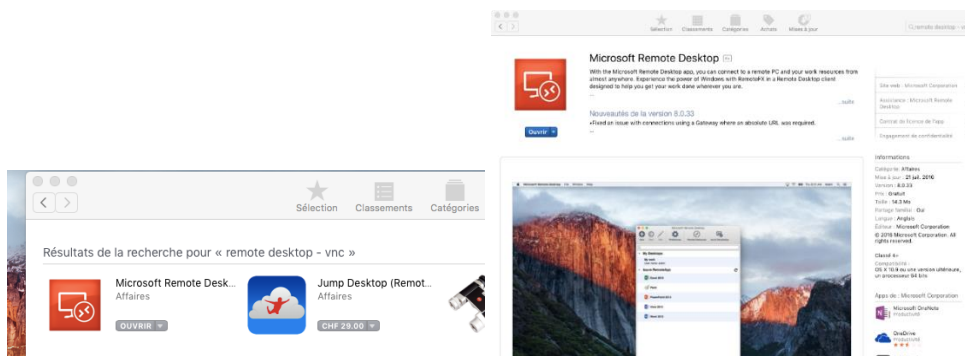 Sélection
Classements
Catégories
Résultats de la recherche pour « remote desktop - vnc »
Microsoft Remote Desk...
Affaires
OUVRIR
Jump Desktop (Remot...
Affaires
CHF 29.00
Sélection
Classements
Catégories
Achats
Mises à jour
remote desktop - v
Microsoft Remote Desktop
With the Microsoft Remote Desktop app, you can connect to a remote PC and your work resources from
almost anywhere. Experience the power of Windows with RemoteFX in a Remote Desktop client
designed to help you get your work done wherever you are.
...
...suite
Nouveautés de la version 8.0.33
•Fixed an issue with connections using a Gateway where an absolute URL was required.
...
...suite
Ouvrir
Site web : Microsoft Corporation
Assistance : Microsoft Remote
Desktop
Contrat de licence de l'app
Engagement de confidentialité
Informations
Catégorie : Affaires
Mise à jour : 21 juil. 2016
Version : 8.0.33
Prix : Gratuit
Taille : 14.3 Mo
Partage familial : Oui
Langue : Anglais
Éditeur : Microsoft Corporation
© 2016 Microsoft Corporation. All
rights reserved.
Classé 4+
Compatibilité :
OS X 10.9 ou une version ultérieure,
un processeur 64 bits
Apps de : Microsoft Corporation
Microsoft OneNote
Productivité
OneDrive
Productivité
Microsoft Remote Desktop
My Desktops